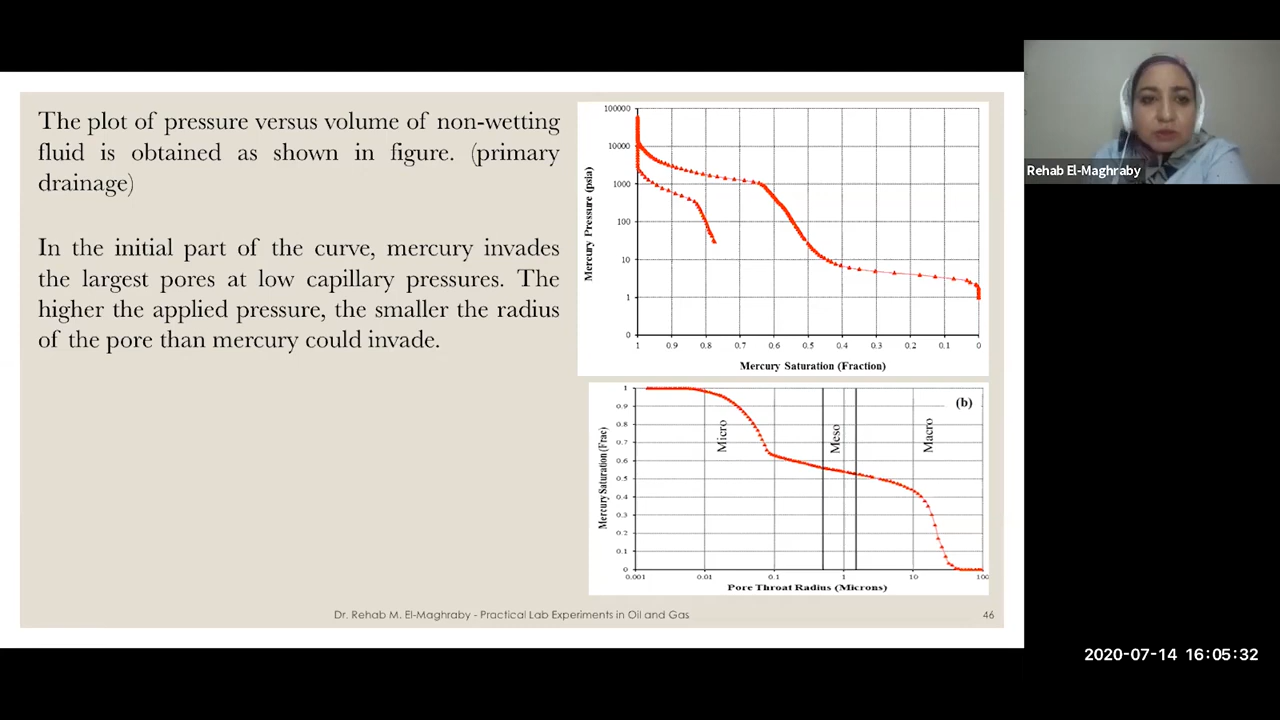 The plot of pressure versus volume of non-wetting
fluid is obtained as shown in figure. (primary
drainage)
In the initial part of the curve, mercury invades
the largest pores at low capillary pressures. The
higher the applied pressure, the smaller the radius
of the pore than mercury could invade.
100000
10000
1000
100
10
1
0
Mercury Pressure (psia)
1 0.9 0.8 0.7 0.6 0.5 0.4 0.3 0.2 0.1 0
Mercury Saturation (Fraction)
1
0.9
0.8
0.7
0.6
0.5
0.4
0.3
0.2
0.1
0
Mercury Saturation (Frac)
Micro
Meso
Macro
(b)
0.001 0.01 0.1 1 10 100
Pore Throat Radius (Microns)
Dr. Rehab M. El-Maghraby - Practical Lab Experiments in Oil and Gas
46
Rehab El-Maghraby
2020-07-14 16:05:32